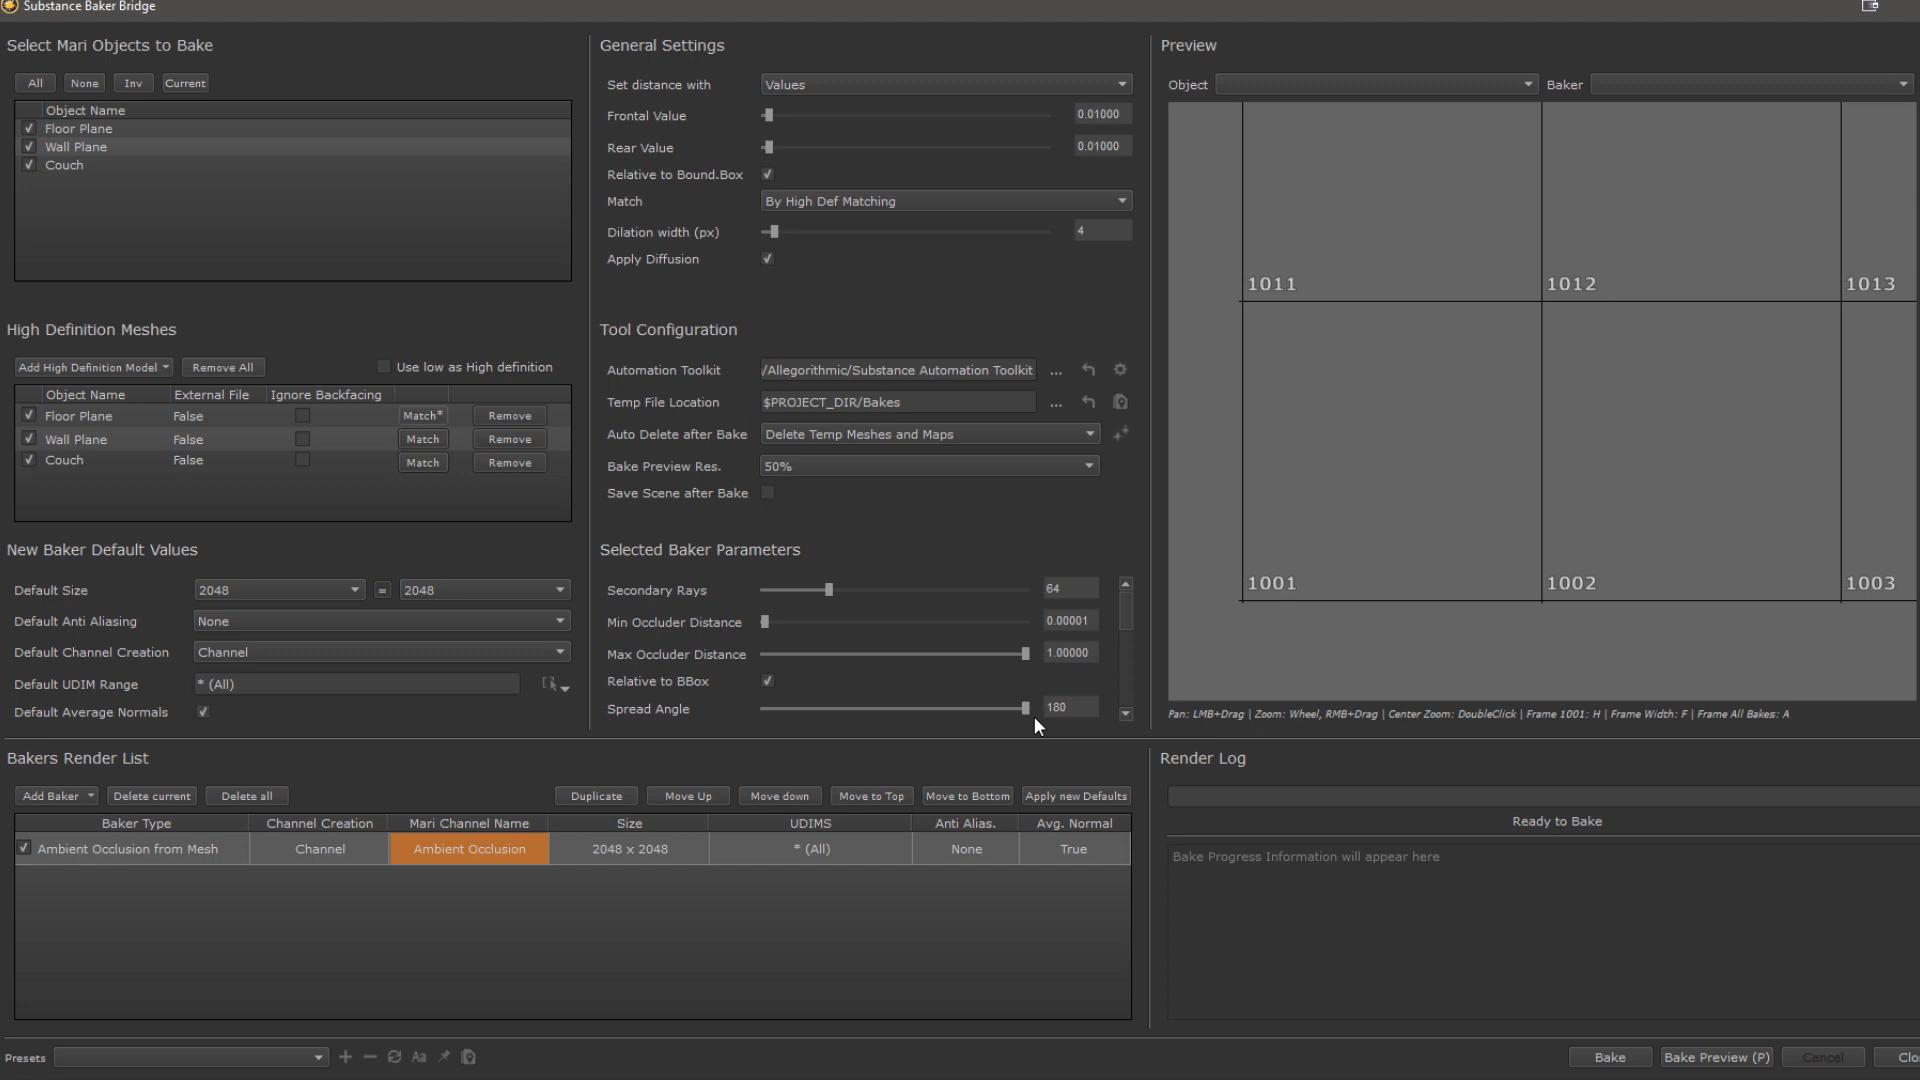 Substance Baker Bridge
Select Mari Objects to Bake
All None Inv Current
Object Name
Floor Plane
Wall Plane
Couch
High Definition Meshes
Add High Definition Model Remove All Use low as High definition
Object Name External File Ignore Backfacing
Floor Plane False Match* Remove
Wall Plane False Match Remove
Couch False Match Remove
New Baker Default Values
Default Size 2048 = 2048
Default Anti Aliasing None
Default Channel Creation Channel
Default UDIM Range * (All)
Default Average Normals
General Settings
Set distance with Values
Frontal Value 0.01000
Rear Value 0.01000
Relative to Bound.Box
Match By High Def Matching
Dilation width (px) 4
Apply Diffusion
Tool Configuration
Automation Toolkit /Allegorithmic/Substance Automation Toolkit ...
Temp File Location $PROJECT_DIR/Bakes ...
Auto Delete after Bake Delete Temp Meshes and Maps
Bake Preview Res. 50%
Save Scene after Bake
Selected Baker Parameters
Secondary Rays 64
Min Occluder Distance 0.00001
Max Occluder Distance 1.00000
Relative to BBox
Spread Angle 180
Preview
Object Baker
1011 1012 1013
1001 1002 1003
Pan: LMB+Drag | Zoom: Wheel, RMB+Drag | Center Zoom: DoubleClick | Frame 1001: H | Frame Width: F | Frame All Bakes: A
Bakers Render List
Add Baker Delete current Delete all Duplicate Move Up Move down Move to Top Move to Bottom Apply new Defaults
Baker Type Channel Creation Mari Channel Name Size UDIMS Anti Alias. Avg. Normal
Ambient Occlusion from Mesh Channel Ambient Occlusion 2048 x 2048 * (All) None True
Render Log
Ready to Bake
Bake Progress Information will appear here
Presets Aa
Bake Bake Preview (P) Cancel Clo